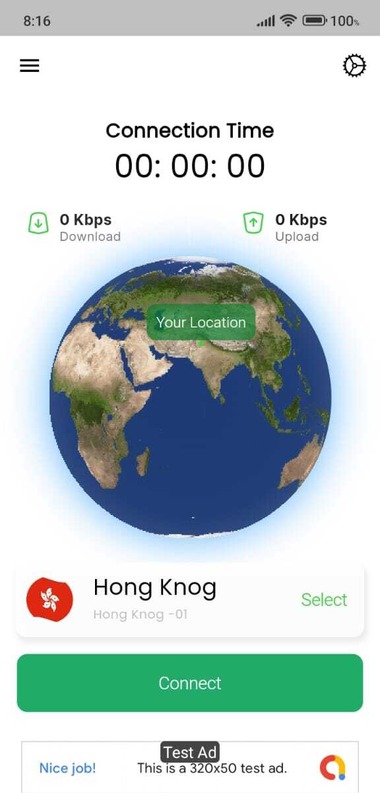 8:16
100%
Connection Time
00: 00: 00
0 Kbps
Download
0 Kbps
Upload
Your Location
Hong Knog
Hong Knog -01
Select
Connect
Test Ad
Nice job!
This is a 320x50 test ad.